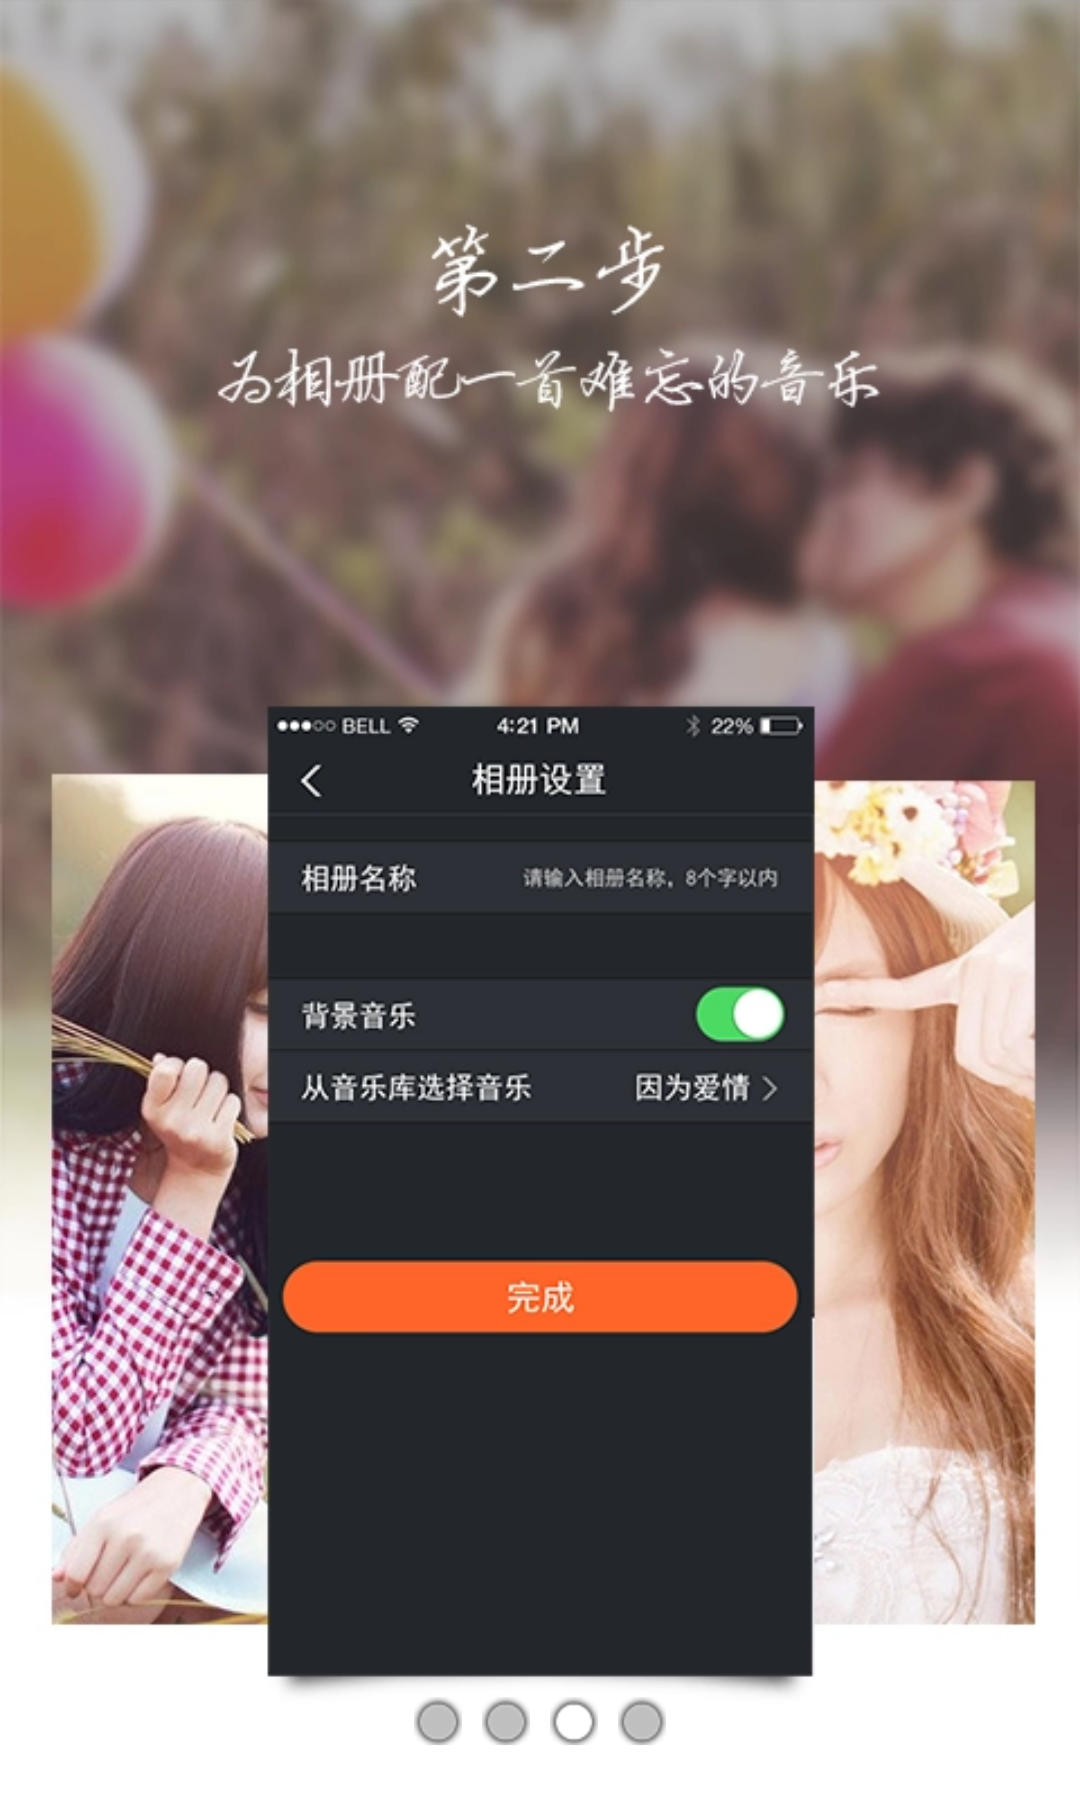 第二步
为相册配一首难忘的音乐
●●●○○ BELL 4:21 PM 22%
相册设置
相册名称 请输入相册名称，8个字以内
背景音乐
从音乐库选择音乐 因为爱情
完成